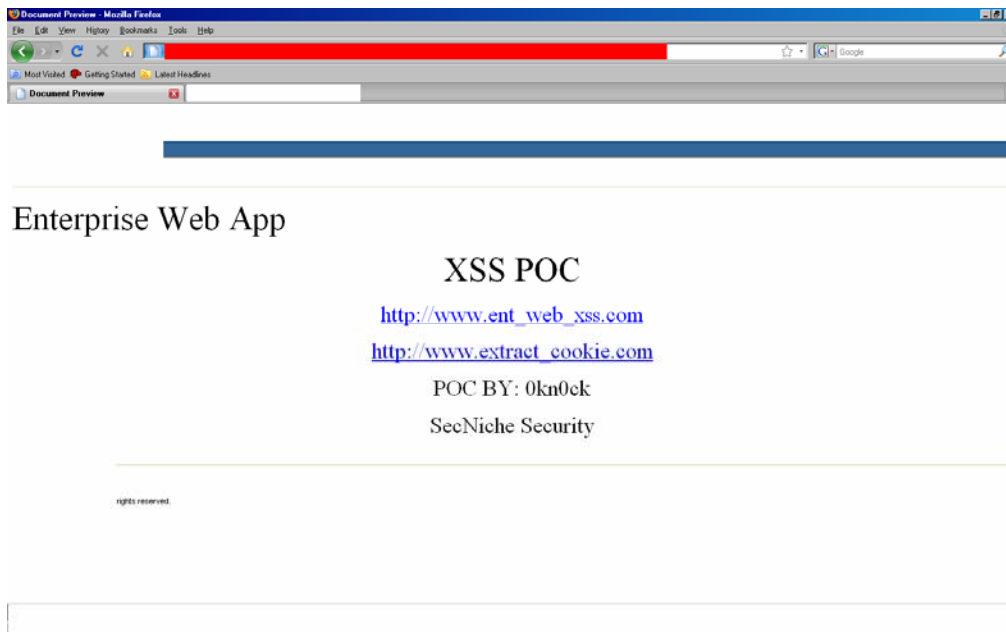 Document Preview - Mozilla Firefox
File Edit View History Bookmarks Tools Help
Google
Most Visited Getting Started Latest Headlines
Document Preview
Enterprise Web App
XSS POC
http://www.ent_web_xss.com
http://www.extract_cookie.com
POC BY: 0kn0ck
SecNiche Security
rights reserved.